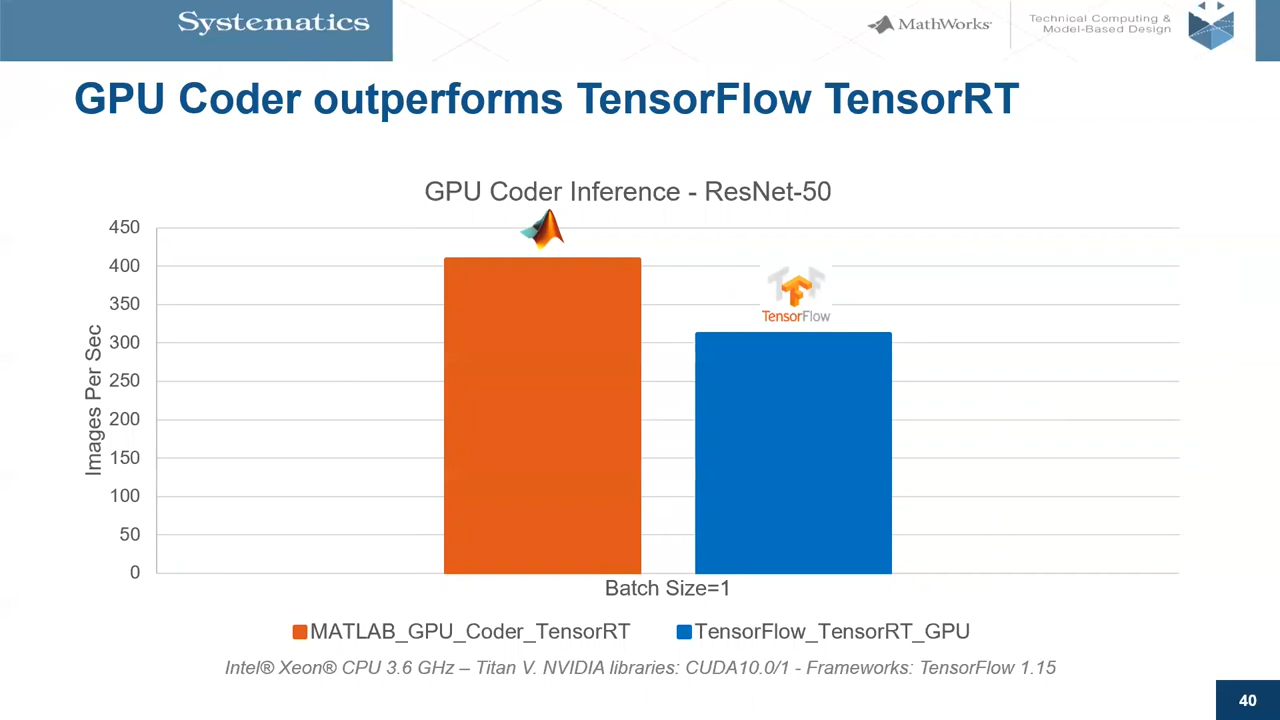 Systematics
MathWorks
Technical Computing &
Model-Based Design
GPU Coder outperforms TensorFlow TensorRT
GPU Coder Inference - ResNet-50
Images Per Sec
450
400
350
300
250
200
150
100
50
0
TensorFlow
Batch Size=1
MATLAB_GPU_Coder_TensorRT
TensorFlow_TensorRT_GPU
Intel® Xeon® CPU 3.6 GHz – Titan V. NVIDIA libraries: CUDA10.0/1 - Frameworks: TensorFlow 1.15
40